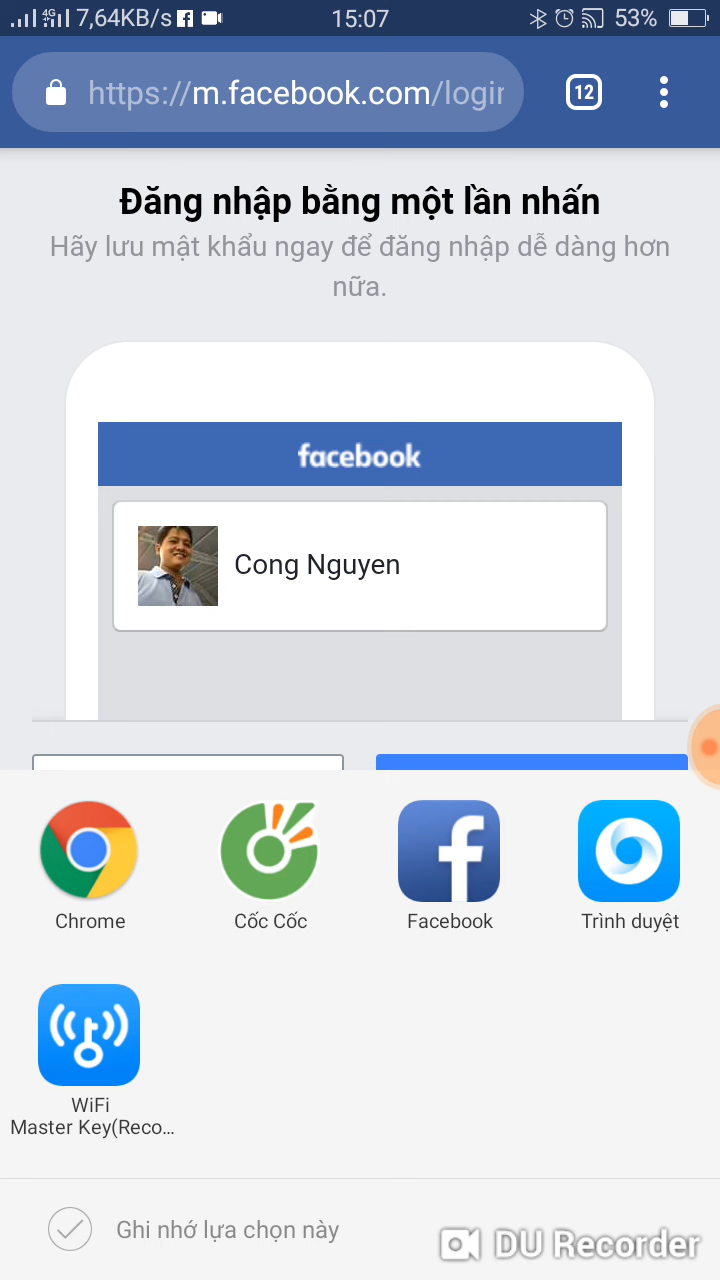 4G 7,64KB/s 15:07 53%
https://m.facebook.com/login 12
Đăng nhập bằng một lần nhấn
Hãy lưu mật khẩu ngay để đăng nhập dễ dàng hơn
nữa.
facebook
Cong Nguyen
Chrome Cốc Cốc Facebook Trình duyệt
WiFi
Master Key(Reco...
Ghi nhớ lựa chọn này
DU Recorder